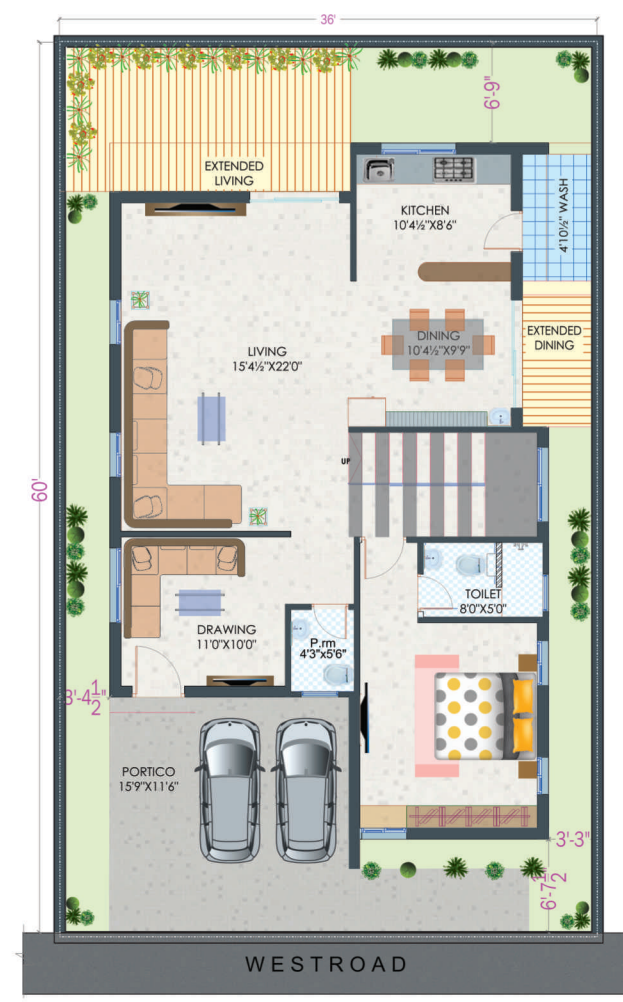 36'
6'-9"
EXTENDED
LIVING
KITCHEN
10'4½"X8'6"
4'10½" WASH
LIVING
15'4½"X22'0"
DINING
10'4½"X9'9"
EXTENDED
DINING
60'
UP
TOILET
8'0"X5'0"
DRAWING
11'0"X10'0"
P.rm
4'3"x5'6"
3'-4½"
PORTICO
15'9"X11'6"
3'-3"
6'-7½"
WESTROAD